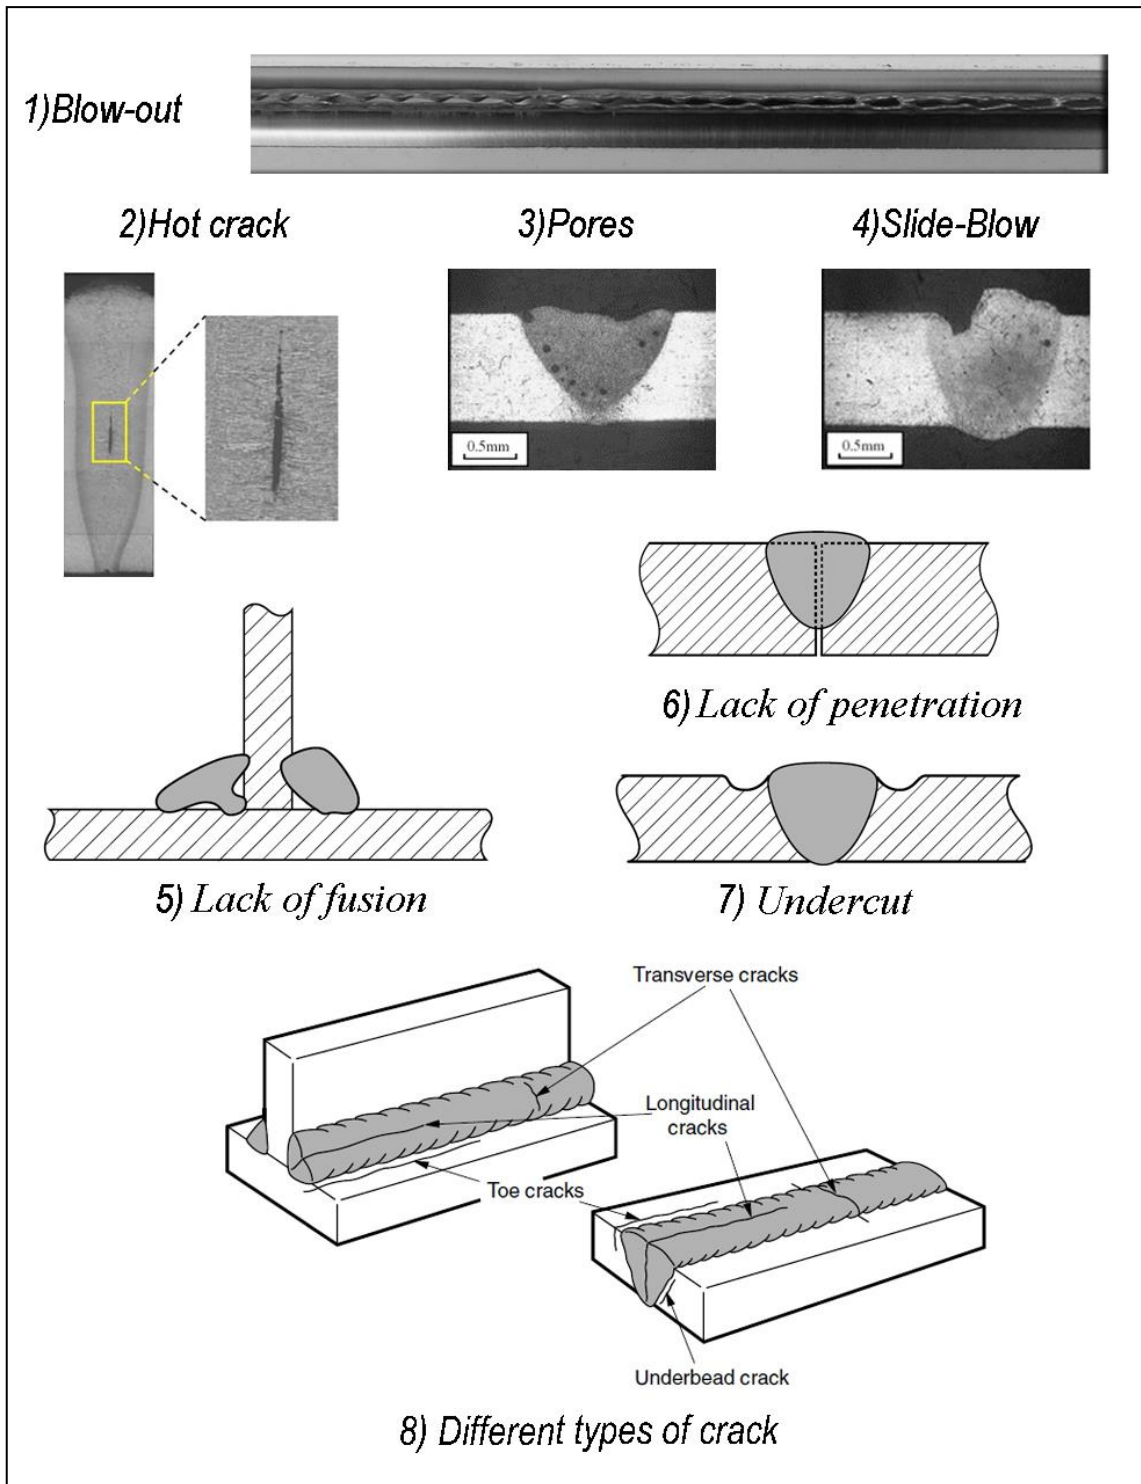 1)Blow-out
2)Hot crack
3)Pores
4)Slide-Blow
0.5mm
0.5mm
6) Lack of penetration
5) Lack of fusion
7) Undercut
Transverse cracks
Longitudinal
cracks
Toe cracks
Underbead crack
8) Different types of crack